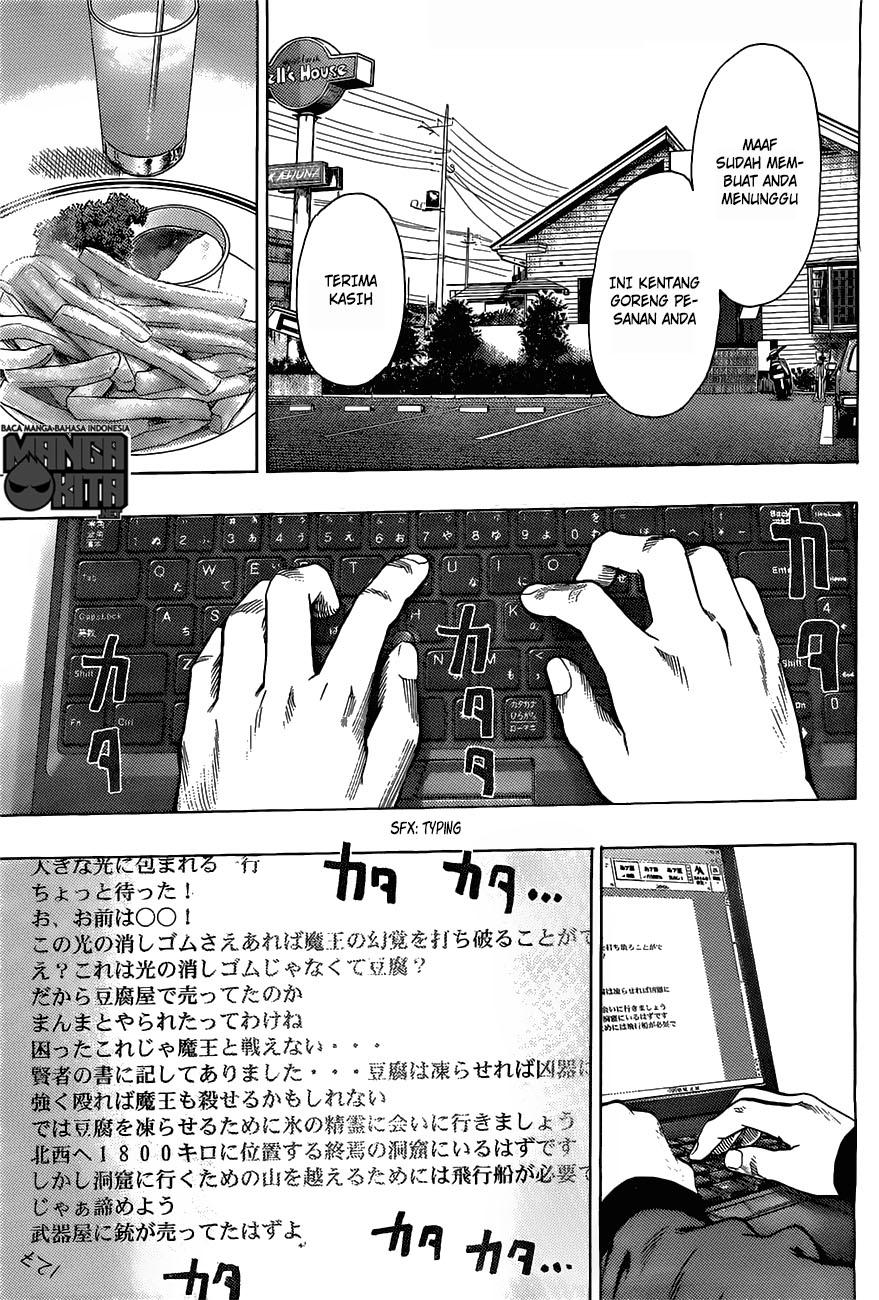 ell's House
MAAF
SUDAH MEM-
BUAT ANDA
MENUNGGU
INI KENTANG
GORENG PE-
SANAN ANDA
TERIMA
KASIH
BACA MANGA-BAHASA INDONESIA
MANGA
KITA
カタ
カタ
カタタ
SFX: TYPING
カタ
カタ...
大きな光に包まれる一行
ちょっと待った！
お、お前は〇〇！
この光の消しゴムさえあれば魔王の幻覚を打ち破ることがで
え？これは光の消しゴムじゃなくて豆腐？
だから豆腐屋で売ってたのか
まんまとやられたってわけね
困ったこれじゃ魔王と戦えない・・・
賢者の書に記してありました・・・豆腐は凍らせれば凶器に
強く殴れば魔王も殺せるかもしれない
では豆腐を凍らせるために氷の精霊に会いに行きましょう
北西へ１８００キロに位置する終焉の洞窟にいるはずです
しかし洞窟に行くための山を越えるためには飛行船が必要で
じゃぁ諦めよう
武器屋に銃が売ってたはずよ
カタ
カタ...
カタ
127